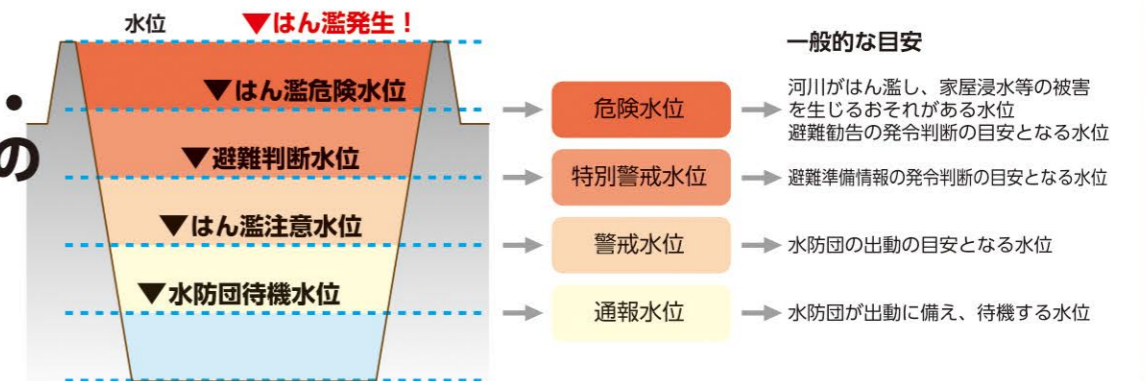 水位
▼はん濫発生！
・
の
▼はん濫危険水位
▼避難判断水位
▼はん濫注意水位
▼水防団待機水位
一般的な目安
危険水位
河川がはん濫し、家屋浸水等の被害
を生じるおそれがある水位
避難勧告の発令判断の目安となる水位
特別警戒水位
避難準備情報の発令判断の目安となる水位
警戒水位
水防団の出動の目安となる水位
通報水位
水防団が出動に備え、待機する水位